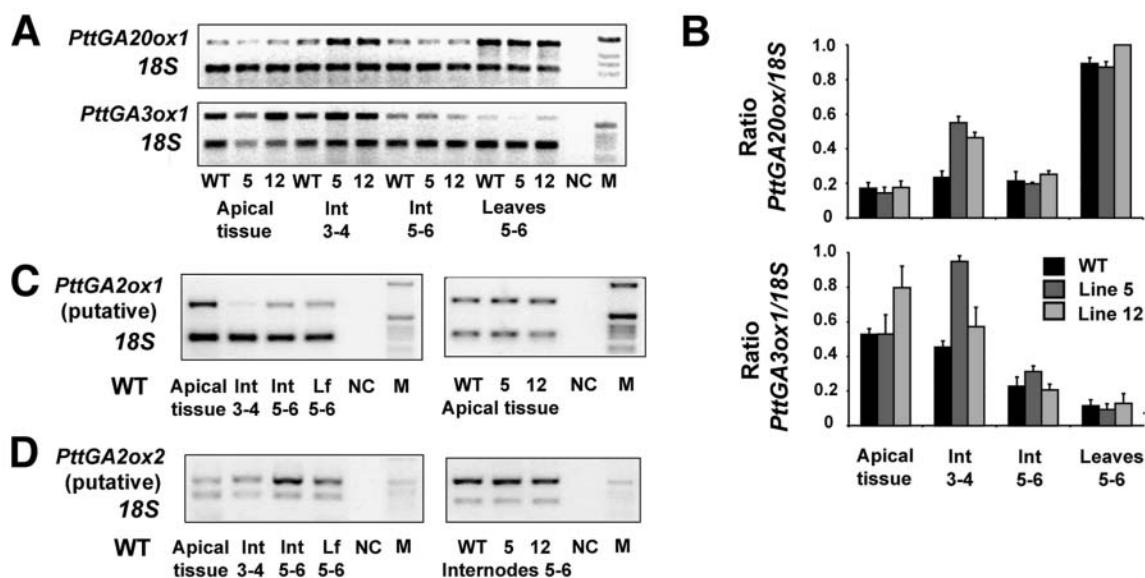 A
PttGA20ox1
18S
PttGA3ox1
18S
WT 5 12 WT 5 12 WT 5 12 WT 5 12 NC M
Apical tissue
Int 3-4
Int 5-6
Leaves 5-6
B
Ratio
PttGA20ox/18S
1.0
0.8
0.6
0.4
0.2
0
Ratio
PttGA3ox1/18S
1.0
0.8
0.6
0.4
0.2
0
WT
Line 5
Line 12
Apical tissue
Int 3-4
Int 5-6
Leaves 5-6
C
PttGA2ox1
(putative)
18S
WT
Apical Int Int Lf NC M
tissue 3-4 5-6 5-6
WT 5 12 NC M
Apical tissue
D
PttGA2ox2
(putative)
18S
WT
Apical Int Int Lf NC M
tissue 3-4 5-6 5-6
WT 5 12 NC M
Internodes 5-6